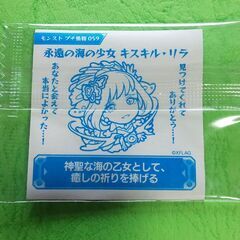 モンスト プチ烝籍 059
永遠の海の少女 キスキル・リラ
見つけてくれて
ありがとう…!
あなたと会えて
本当によかった…!
©XFLAG
神聖な海の乙女として、
癒しの祈りを捧げる